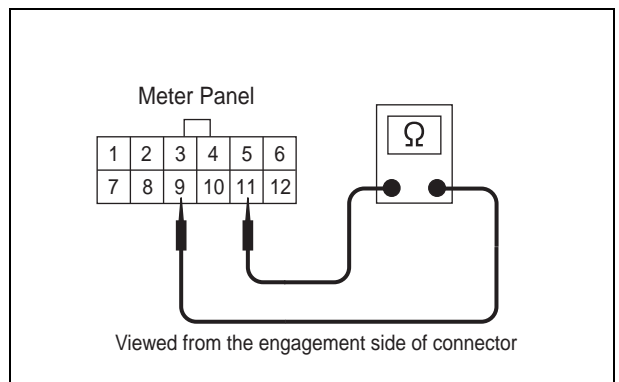 Meter Panel
Ω
1 2 3 4 5 6
7 8 9 10 11 12
Viewed from the engagement side of connector